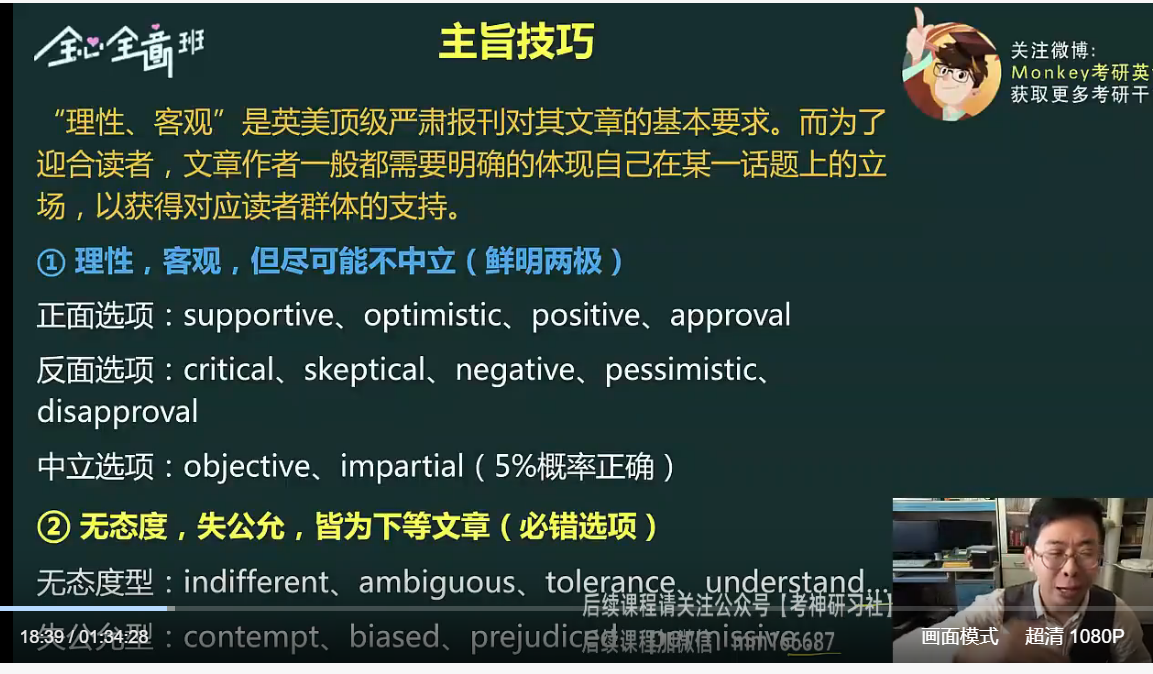 全心全意班
主旨技巧
关注微博:
Monkey考研英
获取更多考研干
“理性、客观”是英美顶级严肃报刊对其文章的基本要求。而为了
迎合读者，文章作者一般都需要明确的体现自己在某一话题上的立
场，以获得对应读者群体的支持。
① 理性，客观，但尽可能不中立（鲜明两极）
正面选项：supportive、optimistic、positive、approval
反面选项：critical、skeptical、negative、pessimistic、
disapproval
中立选项：objective、impartial（5%概率正确）
② 无态度，失公允，皆为下等文章（必错选项）
无态度型：indifferent、ambiguous、tolerance、understand...
后续课程请关注公众号【考神研习社】
失公允型：contempt、biased、prejudiced、permissive...
后续课程加微信
18:39 / 01:34:28
画面模式
超清 1080P